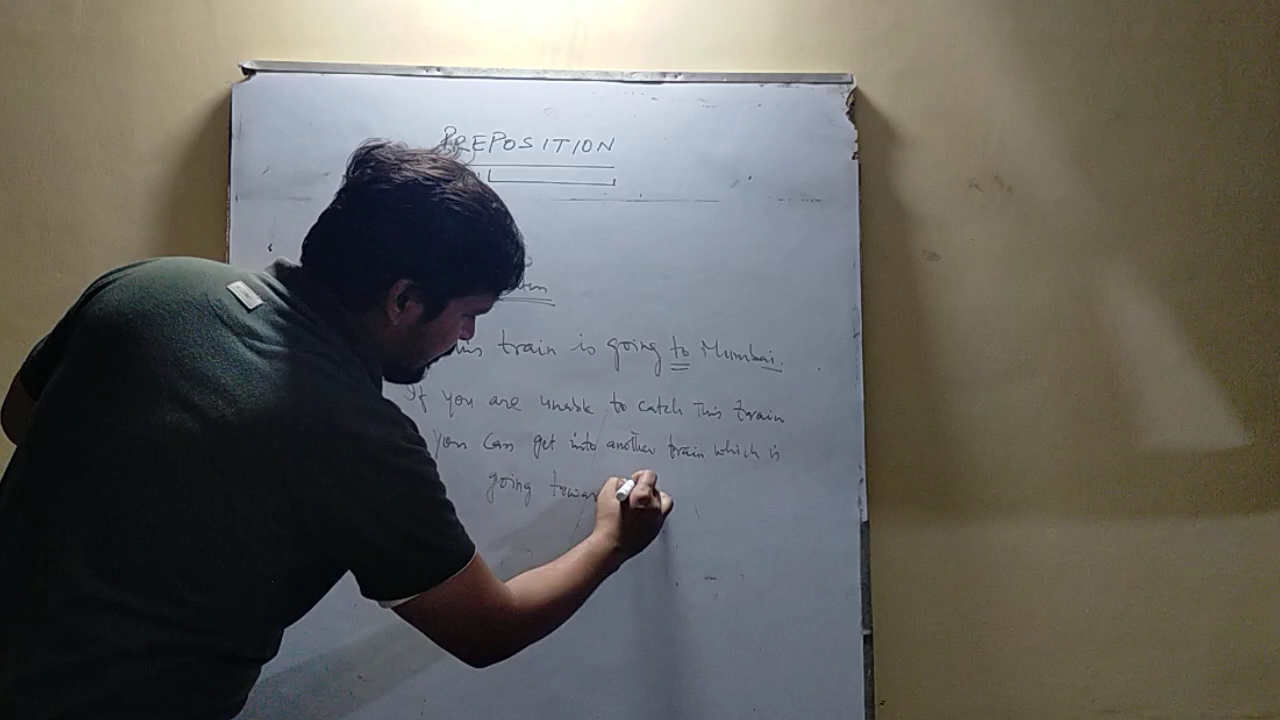 PREPOSITION
train is going to Mumbai.
If you are unable to catch this train
you can get into another train which is
going towar